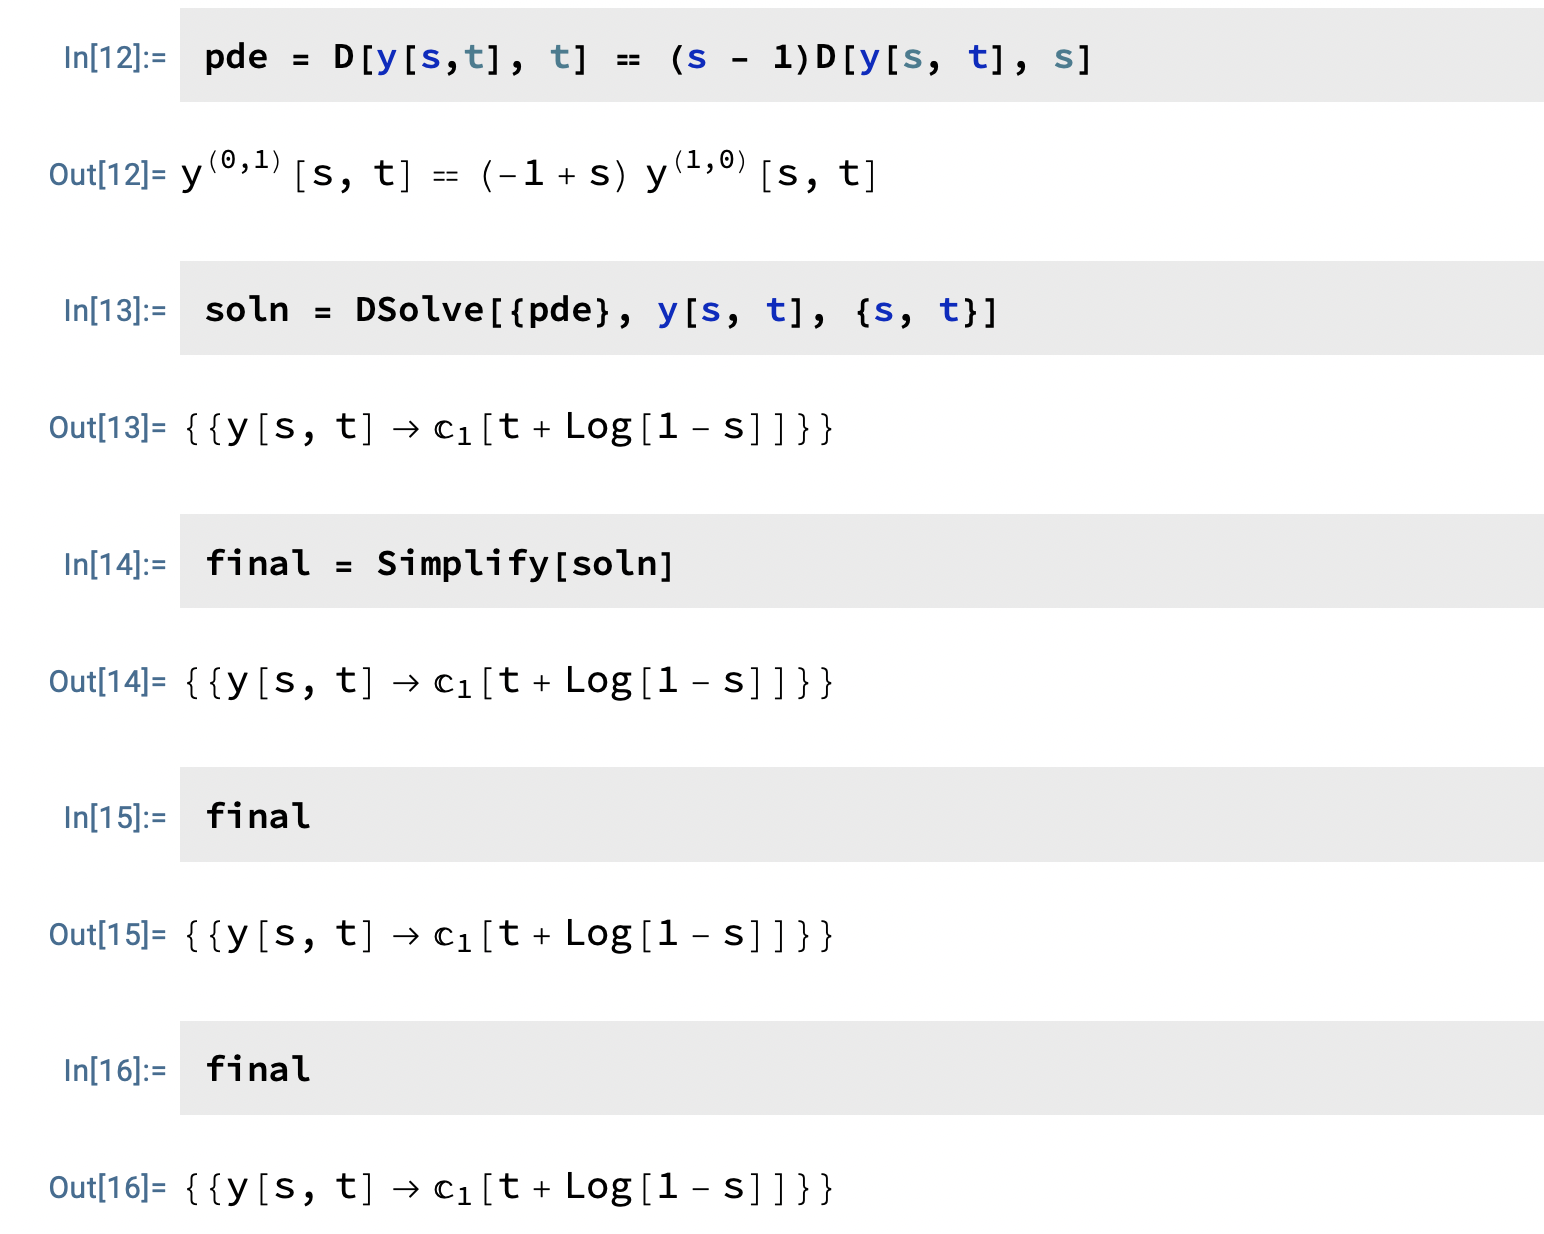 In[12]:= pde = D[y[s,t], t] == (s - 1)D[y[s, t], s]
Out[12]= y^(0,1)[s, t] == (-1 + s) y^(1,0)[s, t]
In[13]:= soln = DSolve[{pde}, y[s, t], {s, t}]
Out[13]= {{y[s, t] → 𝕔₁[t + Log[1 - s]]}}
In[14]:= final = Simplify[soln]
Out[14]= {{y[s, t] → 𝕔₁[t + Log[1 - s]]}}
In[15]:= final
Out[15]= {{y[s, t] → 𝕔₁[t + Log[1 - s]]}}
In[16]:= final
Out[16]= {{y[s, t] → 𝕔₁[t + Log[1 - s]]}}